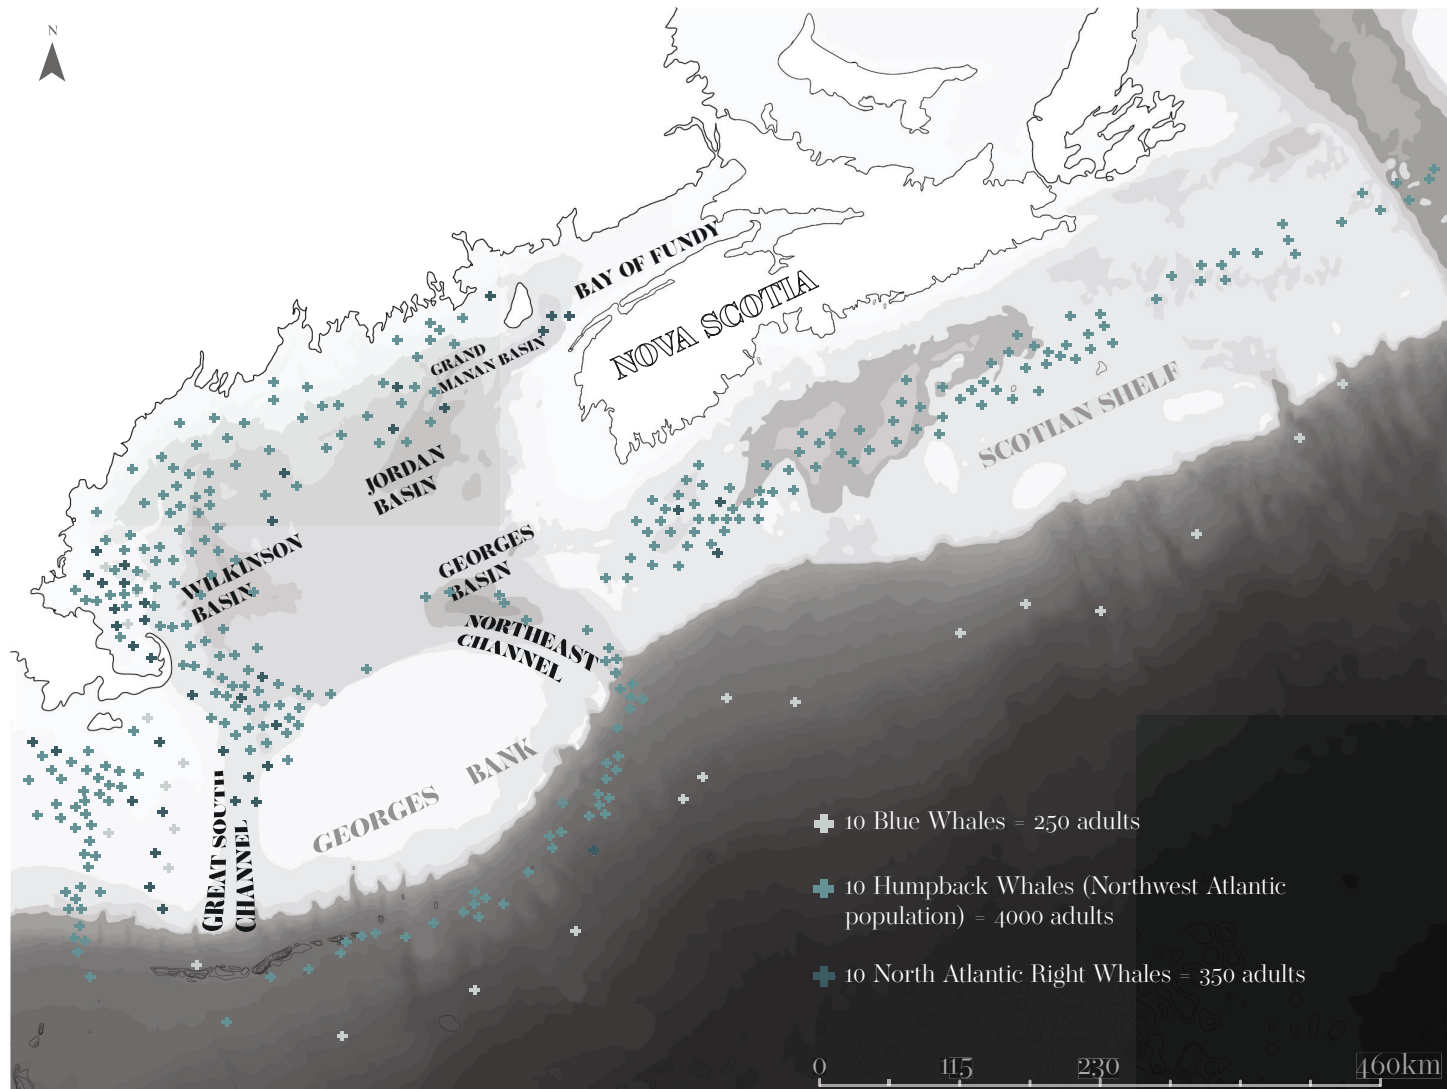 N
BAY OF FUNDY
NOVA SCOTIA
GRAND
MANAN BASIN
SCOTIAN SHELF
JORDAN
BASIN
GEORGES
BASIN
WILKINSON
BASIN
NORTHEAST
CHANNEL
GEORGES BANK
GREAT SOUTH
CHANNEL
10 Blue Whales = 250 adults
10 Humpback Whales (Northwest Atlantic
population) = 4000 adults
10 North Atlantic Right Whales = 350 adults
0 115 230 460km